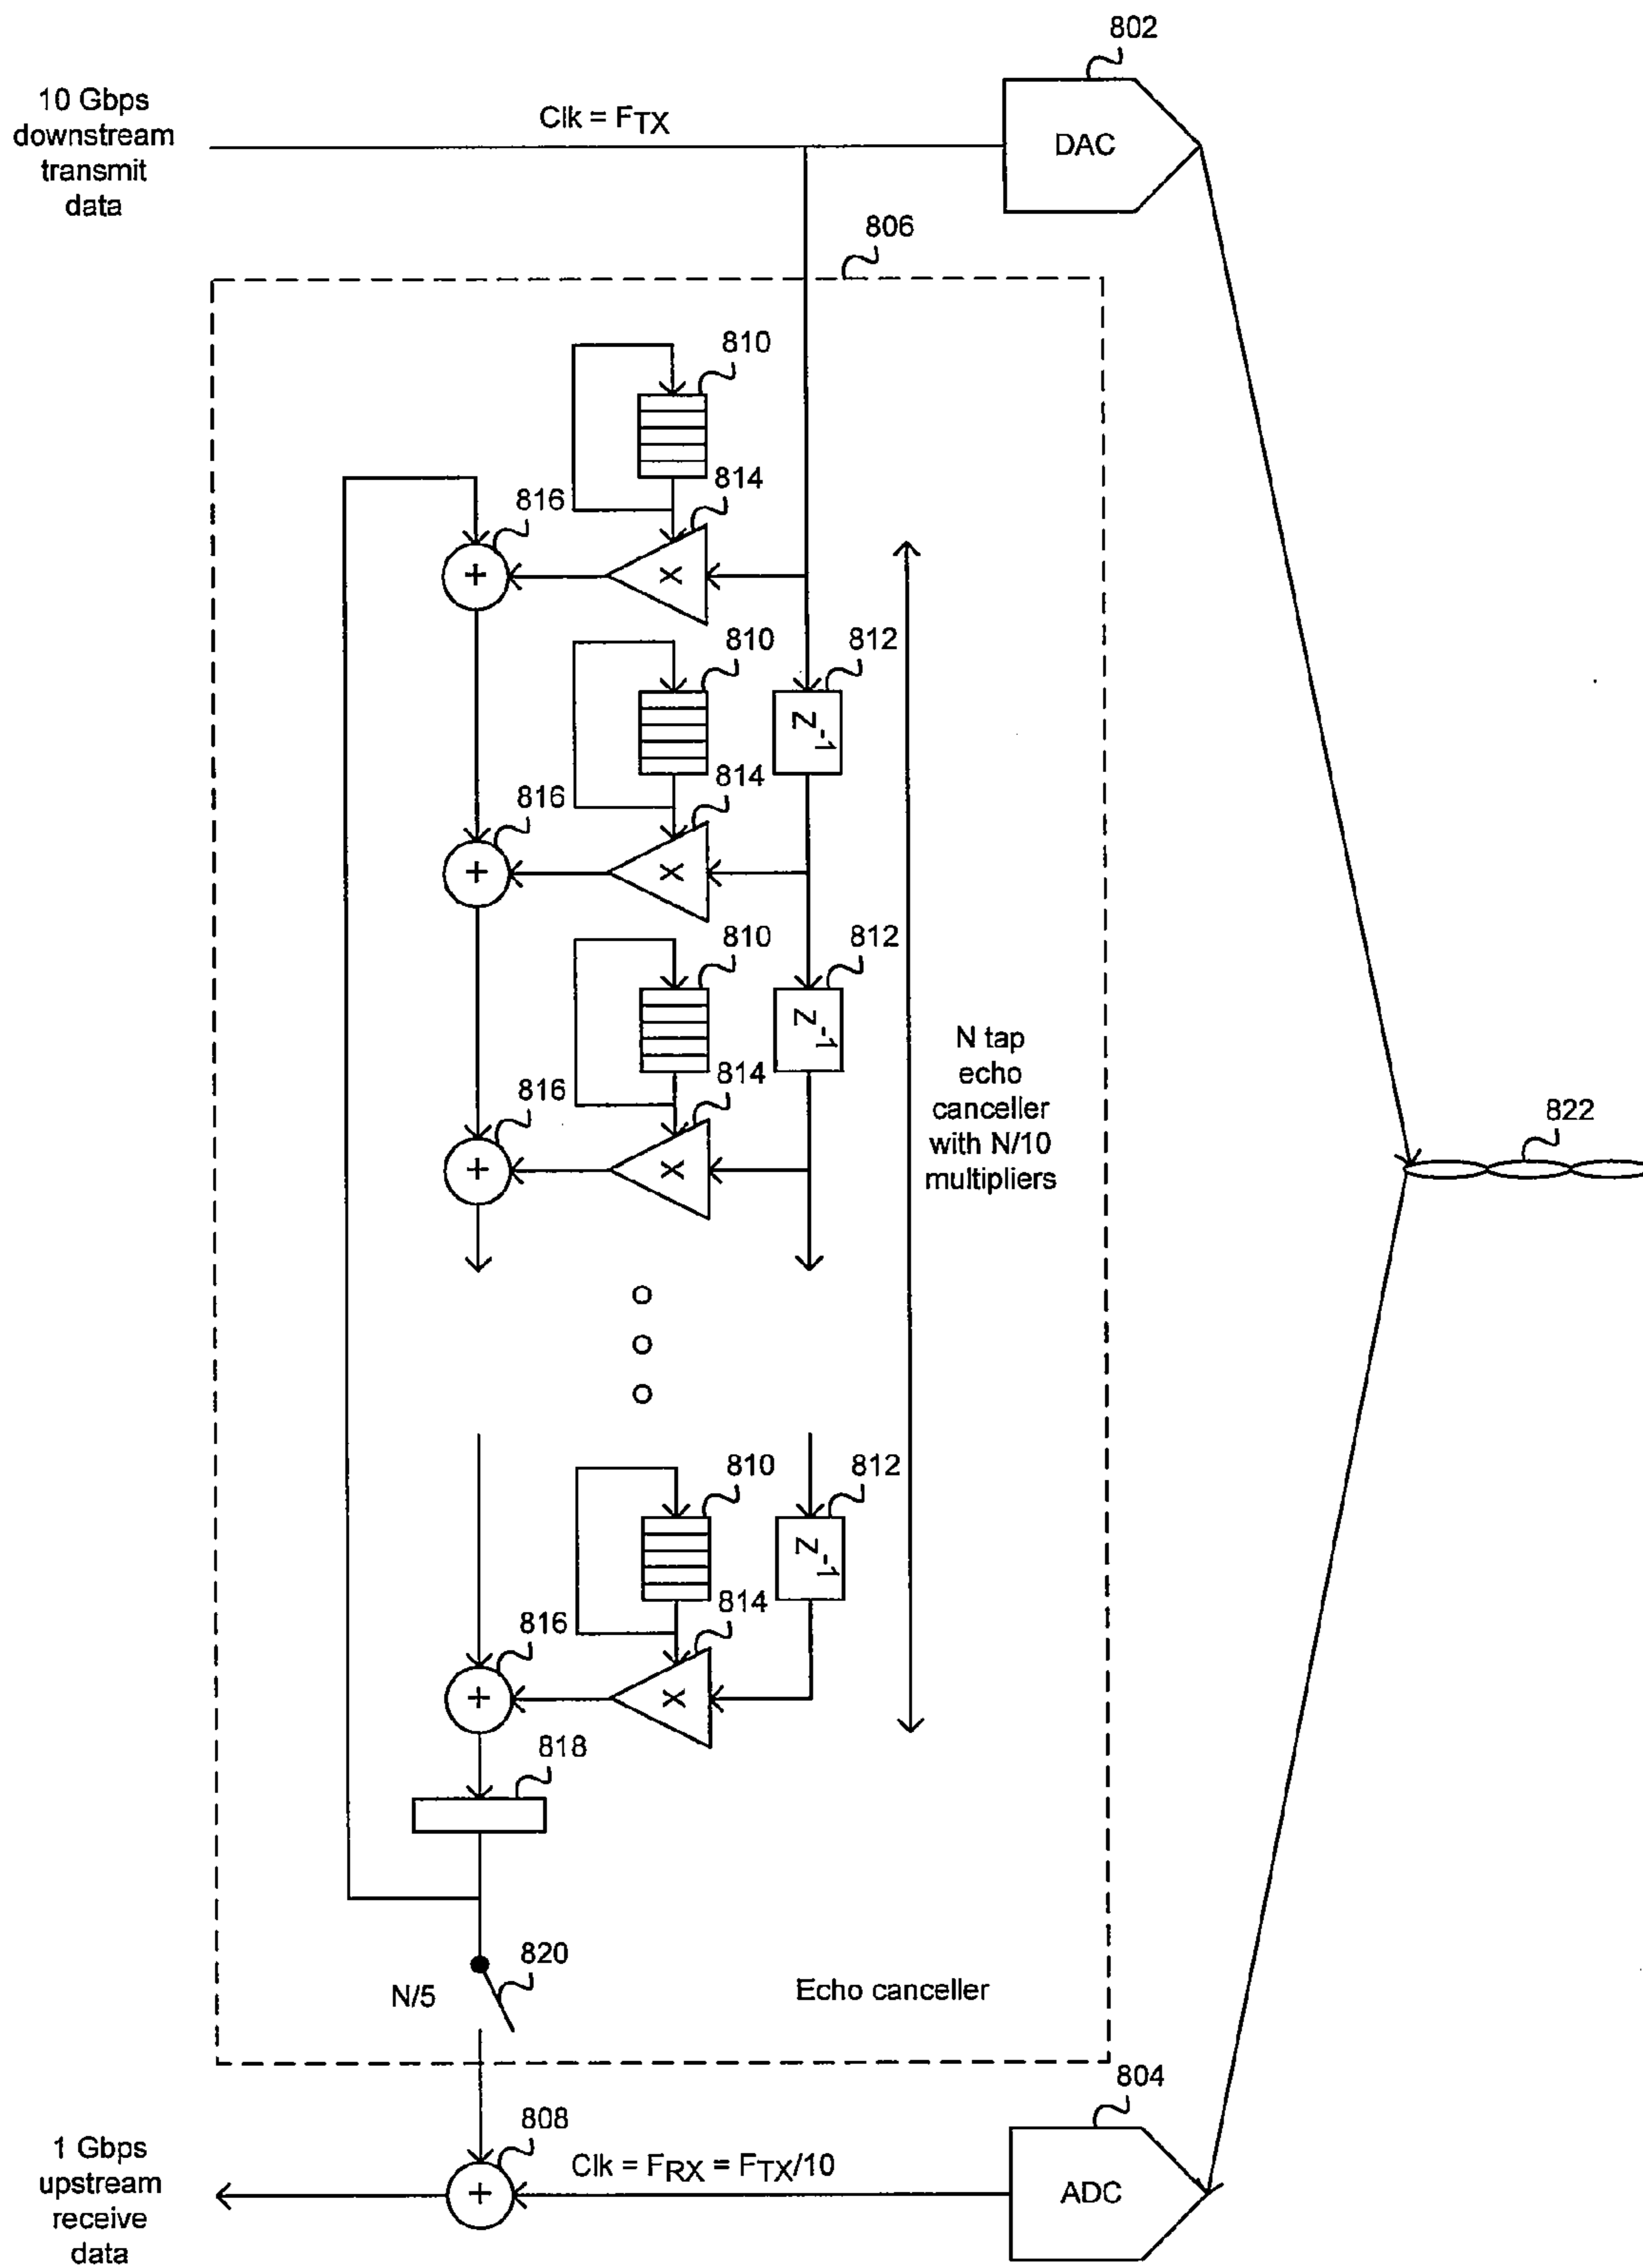 802
10 Gbps
downstream
transmit
data
Clk = FTX
DAC
806
810
814
816
X
+
810
812
Z-1
814
816
X
+
810
812
Z-1
814
816
X
+
N tap
echo
canceller
with N/10
multipliers
822
810
812
Z-1
814
816
X
+
818
820
N/5
Echo canceller
804
808
1 Gbps
upstream
receive
data
+
Clk = FRX = FTX/10
ADC